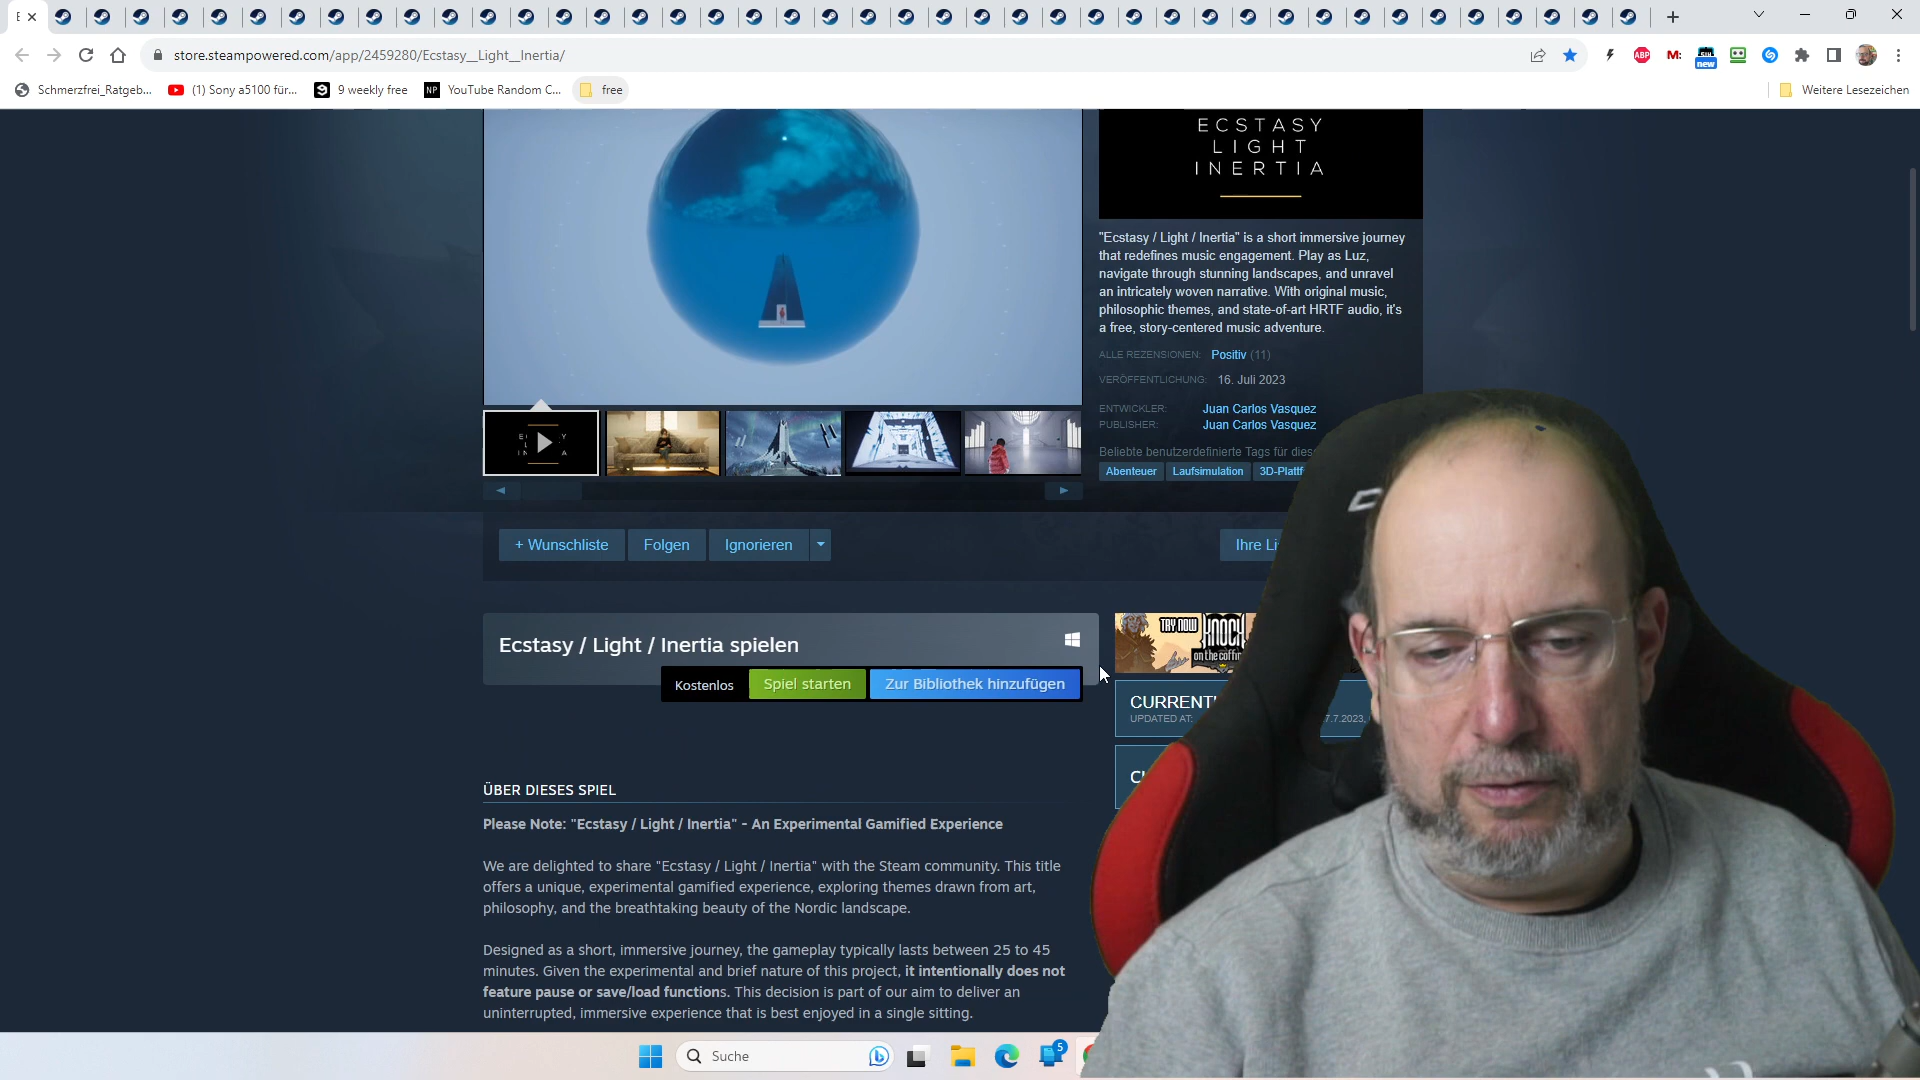 E
store.steampowered.com/app/2459280/Ecstasy__Light__Inertia/
ABP
M:
new
Schmerzfrei_Ratgeb...
(1) Sony a5100 für...
9 weekly free
NP
YouTube Random C...
free
Weitere Lesezeichen
ECSTASY
LIGHT
INERTIA
"Ecstasy / Light / Inertia" is a short immersive journey
that redefines music engagement. Play as Luz,
navigate through stunning landscapes, and unravel
an intricately woven narrative. With original music,
philosophic themes, and state-of-art HRTF audio, it's
a free, story-centered music adventure.
ALLE REZENSIONEN: Positiv (11)
VERÖFFENTLICHUNG: 16. Juli 2023
ENTWICKLER: Juan Carlos Vasquez
PUBLISHER: Juan Carlos Vasquez
Beliebte benutzerdefinierte Tags für dies
Abenteuer Laufsimulation 3D-Plattf
+ Wunschliste Folgen Ignorieren
Ihre Li
Ecstasy / Light / Inertia spielen
Kostenlos Spiel starten Zur Bibliothek hinzufügen
TRY NOW
KNOCK
on the coffin
CURRENT
UPDATED AT: 7.7.2023,
ÜBER DIESES SPIEL
Please Note: "Ecstasy / Light / Inertia" - An Experimental Gamified Experience
We are delighted to share "Ecstasy / Light / Inertia" with the Steam community. This title
offers a unique, experimental gamified experience, exploring themes drawn from art,
philosophy, and the breathtaking beauty of the Nordic landscape.
Designed as a short, immersive journey, the gameplay typically lasts between 25 to 45
minutes. Given the experimental and brief nature of this project, it intentionally does not
feature pause or save/load functions. This decision is part of our aim to deliver an
uninterrupted, immersive experience that is best enjoyed in a single sitting.
Suche
5